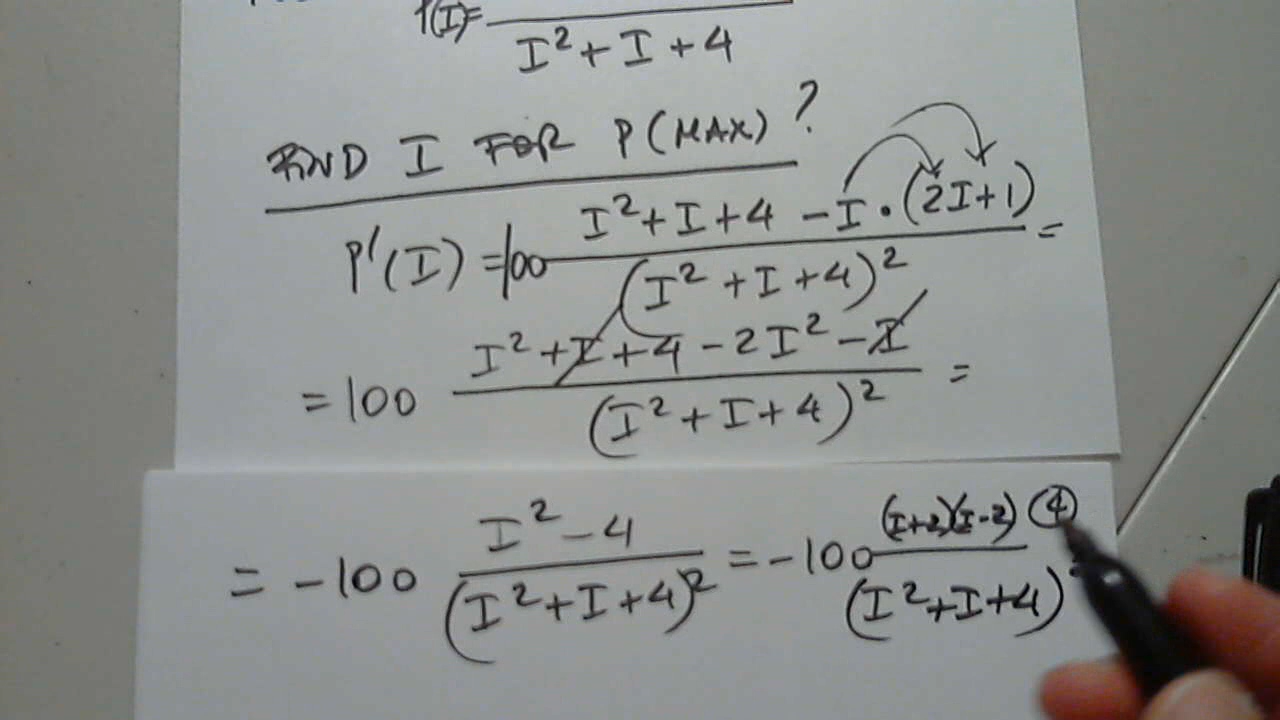 P(I)=
I²+I+4
FIND I FOR P(MAX)?
I²+I+4 -I•(2I+1)
P'(I)=100 =
(I²+I+4)²
I²+I+4-2I²-I
=100 =
(I²+I+4)²
I²-4 (I+2)(I-2) ④
= -100 = -100
(I²+I+4)² (I²+I+4)